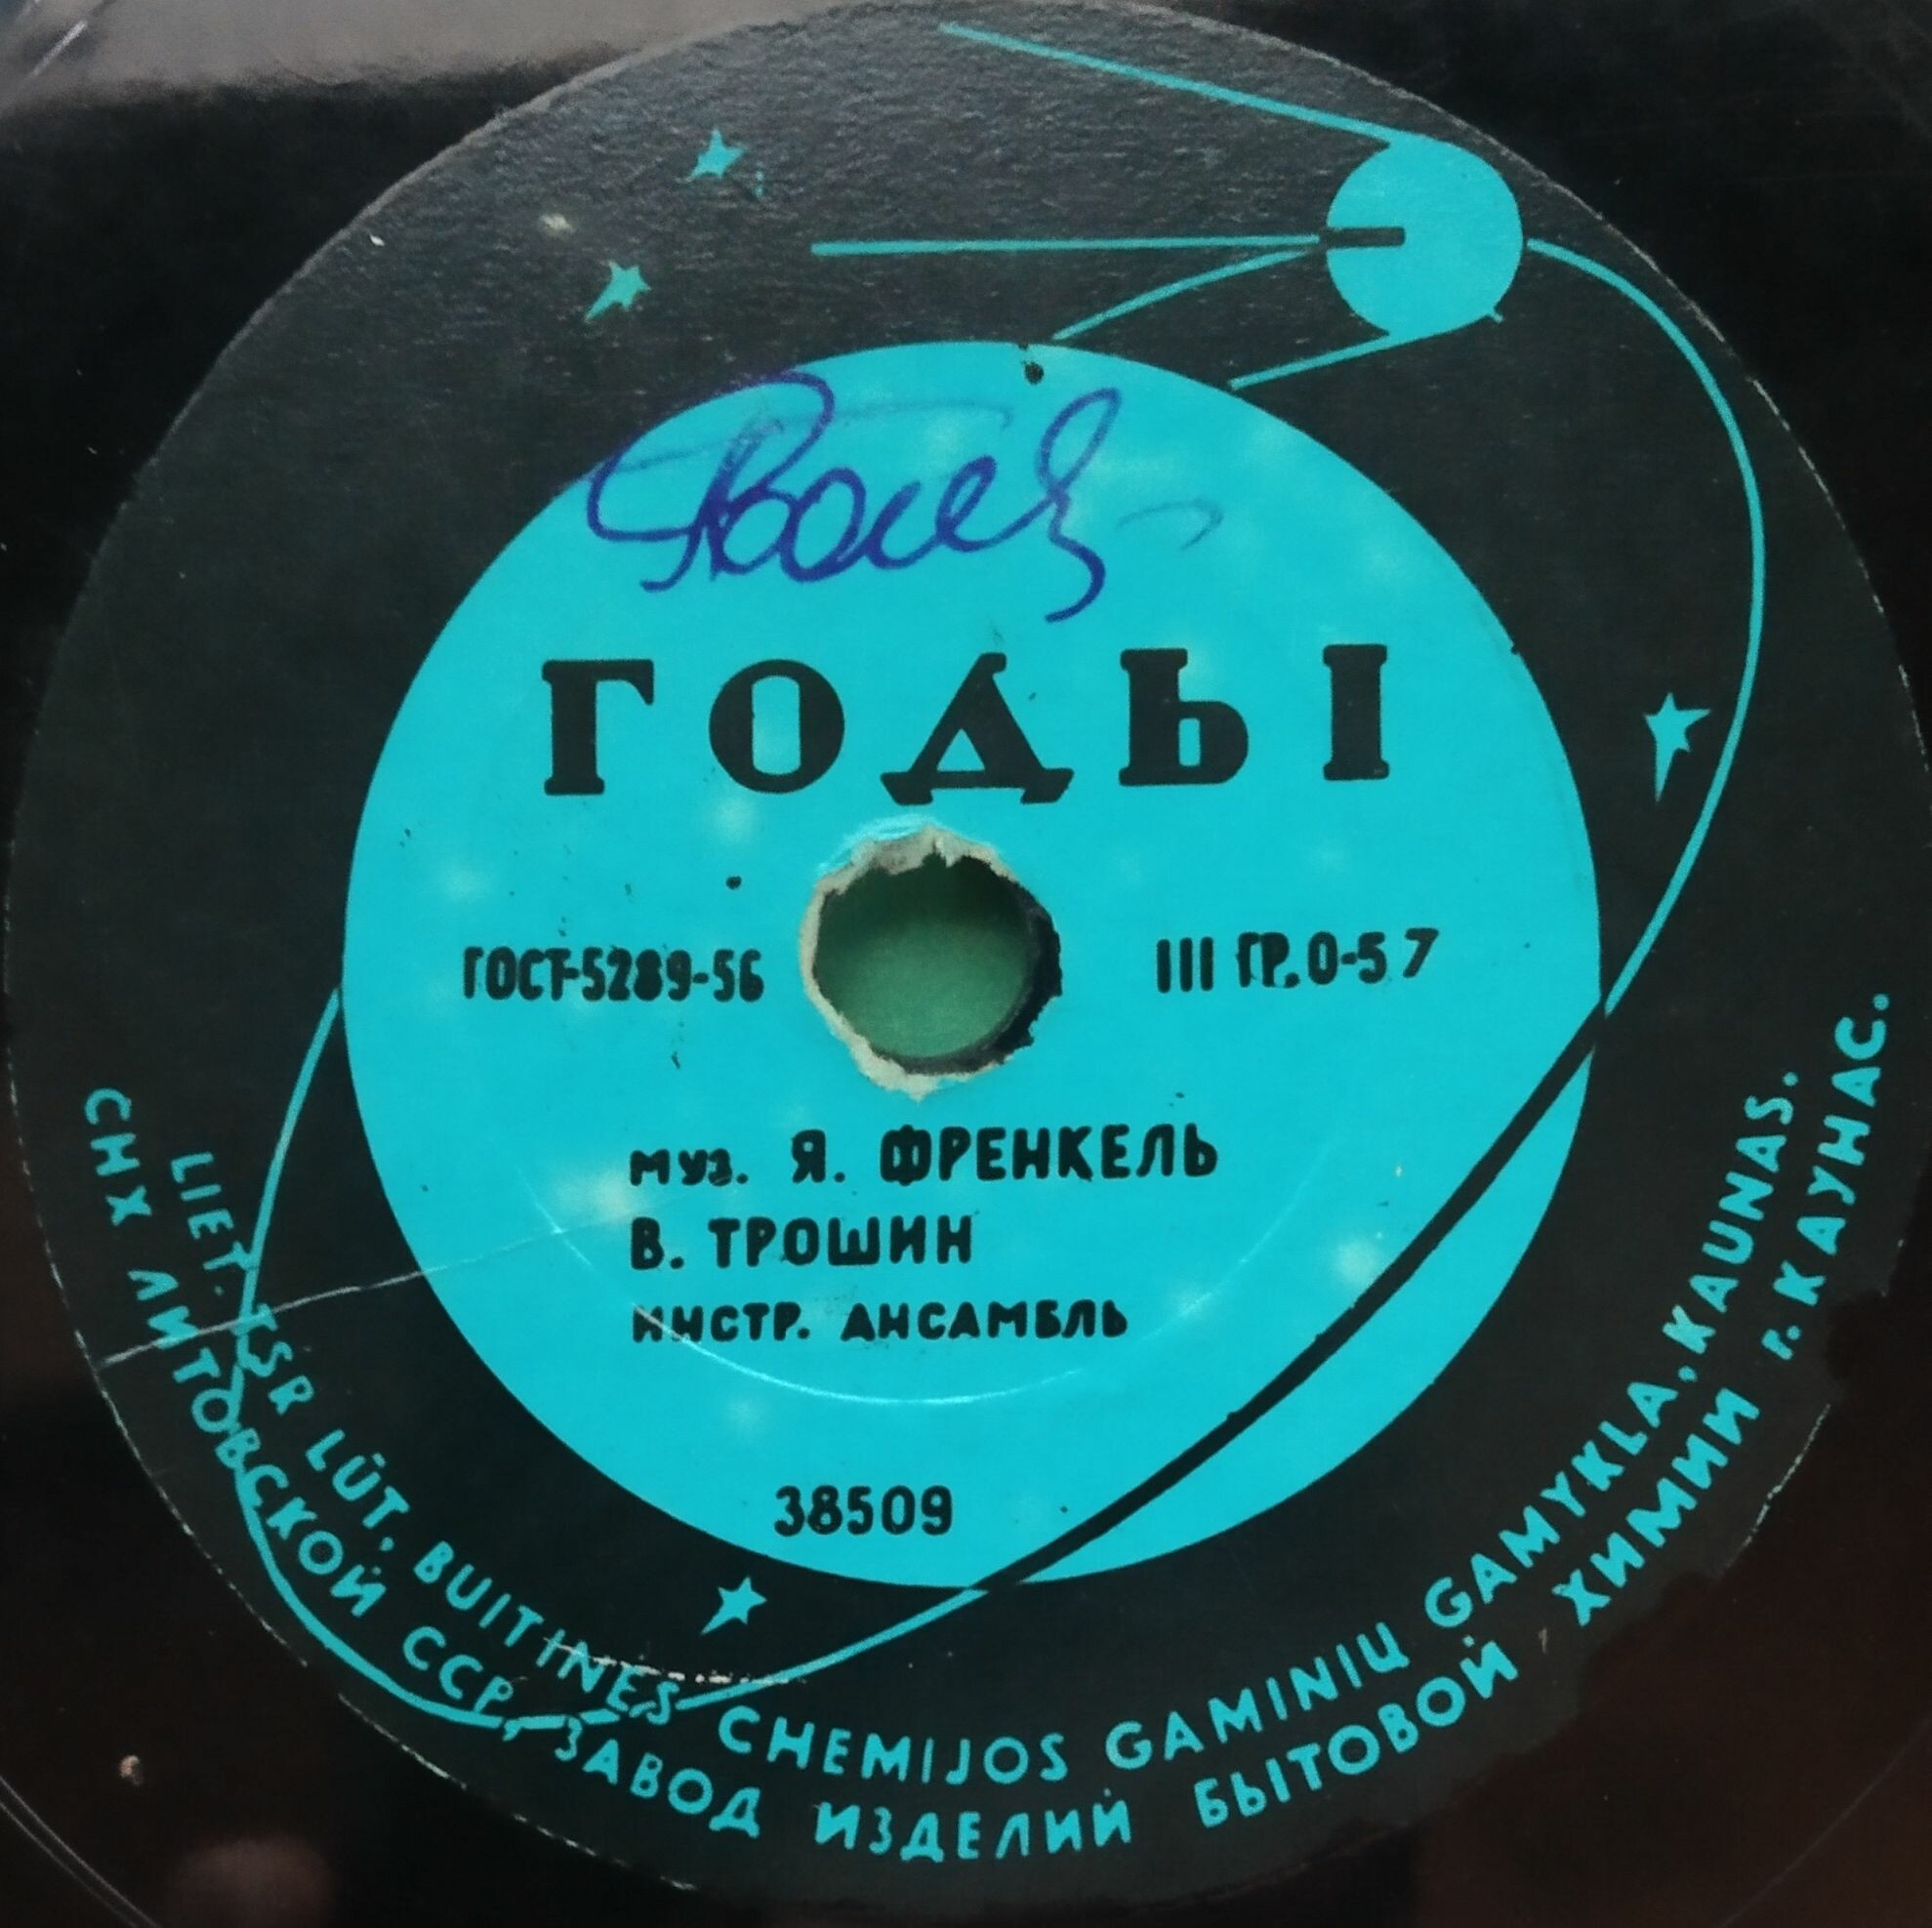 ГОДЫ
ГОСТ-5289-56
III ГР. 0-57
муз. Я. ФРЕНКЕЛЬ
В. ТРОШИН
ИНСТР. АНСАМБЛЬ
38509
LIET. TSR LŪT, BUITINĖS CHEMIJOS GAMINIŲ GAMYKLA, KAUNAS.
СНХ ЛИТОВСКОЙ ССР, ЗАВОД ИЗДЕЛИЙ БЫТОВОЙ ХИМИИ г. КАУНАС.